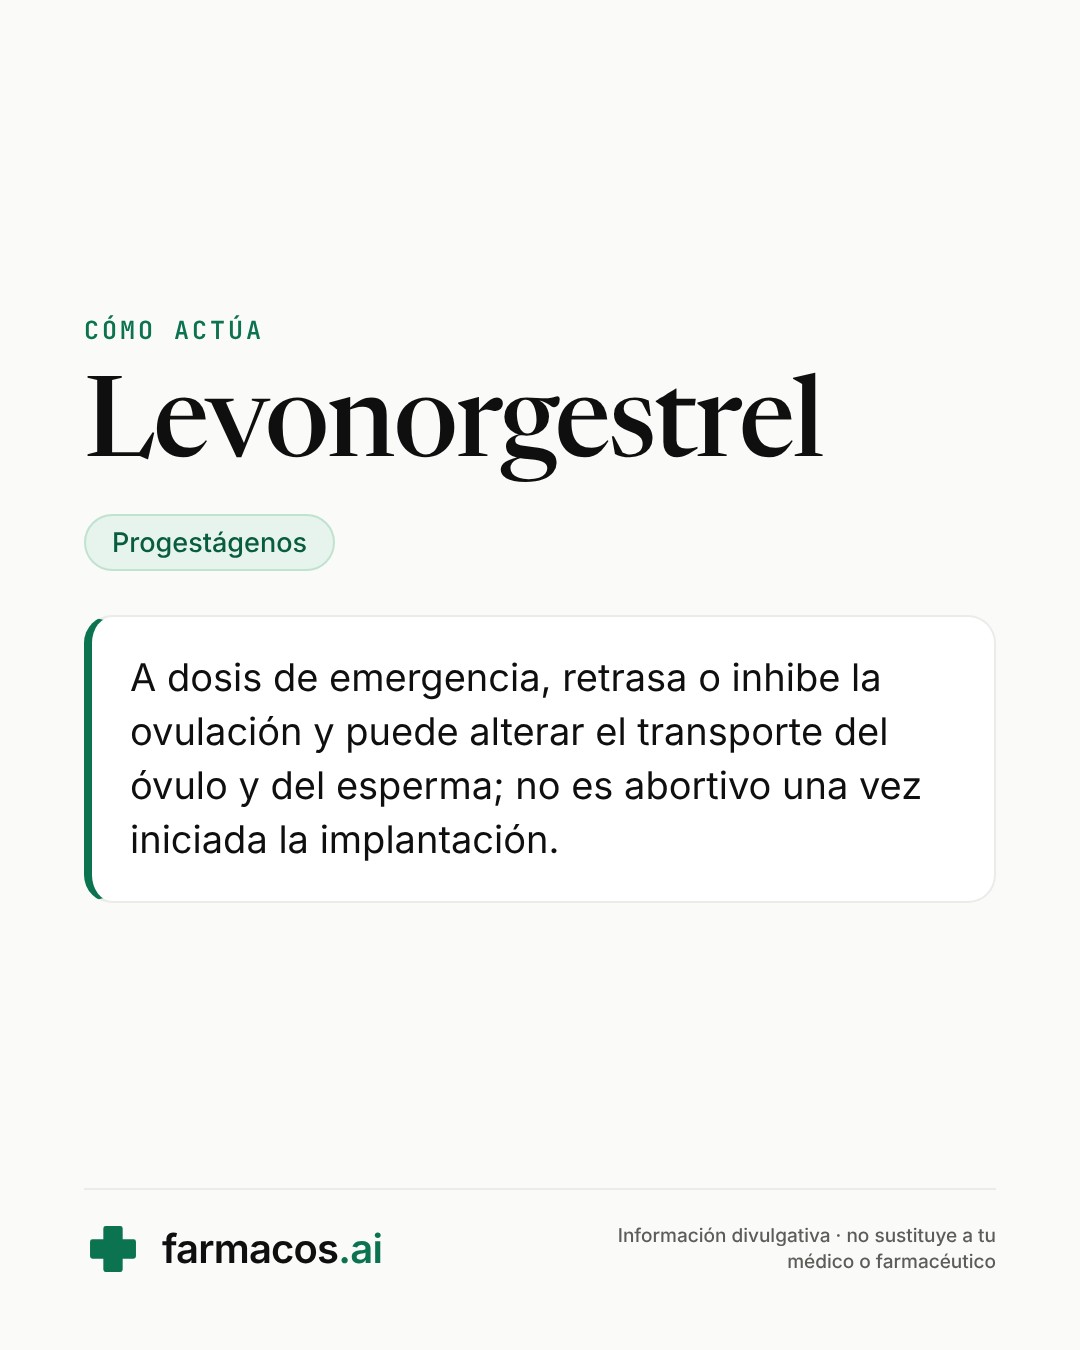 CÓMO ACTÚA
Levonorgestrel
Progestágenos
A dosis de emergencia, retrasa o inhibe la
ovulación y puede alterar el transporte del
óvulo y del esperma; no es abortivo una vez
iniciada la implantación.
farmacos.ai
Información divulgativa · no sustituye a tu
médico o farmacéutico